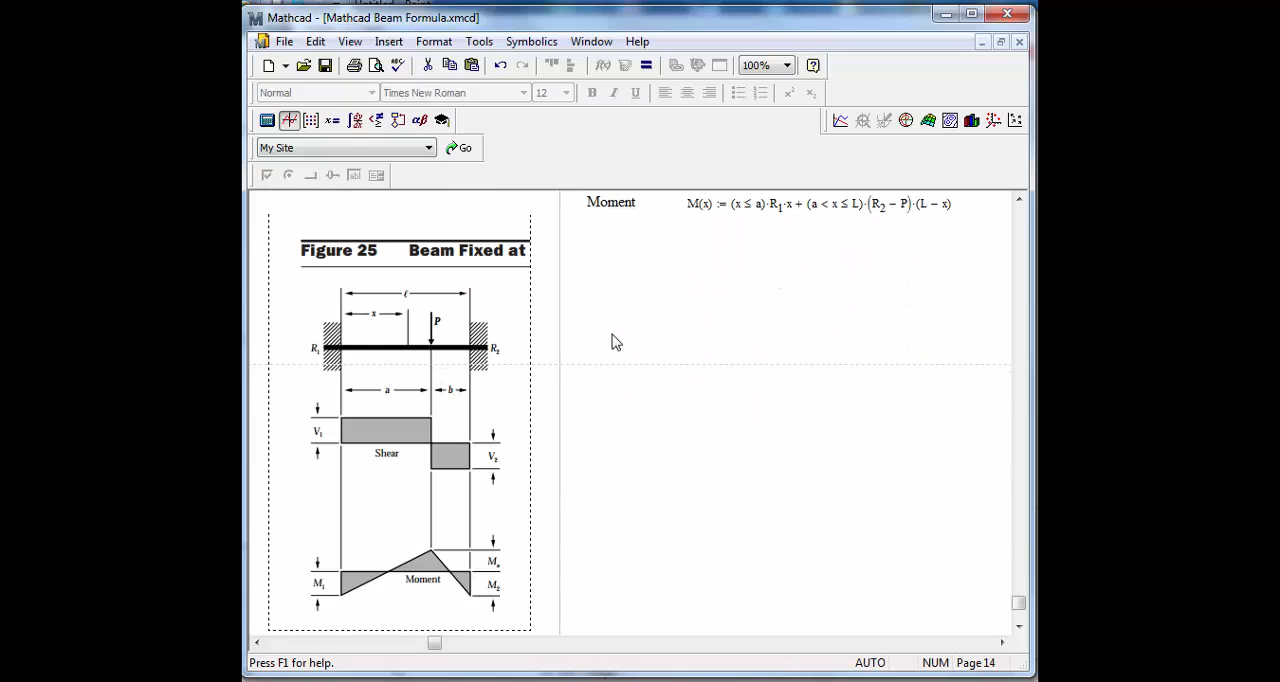 Mathcad - [Mathcad Beam Formula.xmcd]
File Edit View Insert Format Tools Symbolics Window Help
100%
Normal Times New Roman 12 B I U
My Site Go
Moment M(x) := (x ≤ a)·R₁·x + (a < x ≤ L)·(R₂ − P)·(L − x)
Figure 25 Beam Fixed at
ℓ
x
P
R₁ R₂
a b
V₁
Shear V₂
Mₐ
M₁ Moment M₂
Press F1 for help. AUTO NUM Page 14